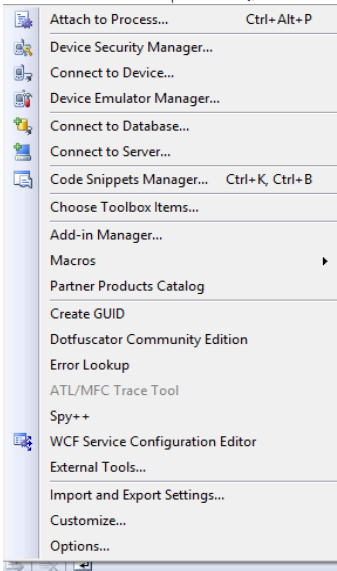 Attach to Process... Ctrl+Alt+P
Device Security Manager...
Connect to Device...
Device Emulator Manager...
Connect to Database...
Connect to Server...
Code Snippets Manager... Ctrl+K, Ctrl+B
Choose Toolbox Items...
Add-in Manager...
Macros
Partner Products Catalog
Create GUID
Dotfuscator Community Edition
Error Lookup
ATL/MFC Trace Tool
Spy++
WCF Service Configuration Editor
External Tools...
Import and Export Settings...
Customize...
Options...